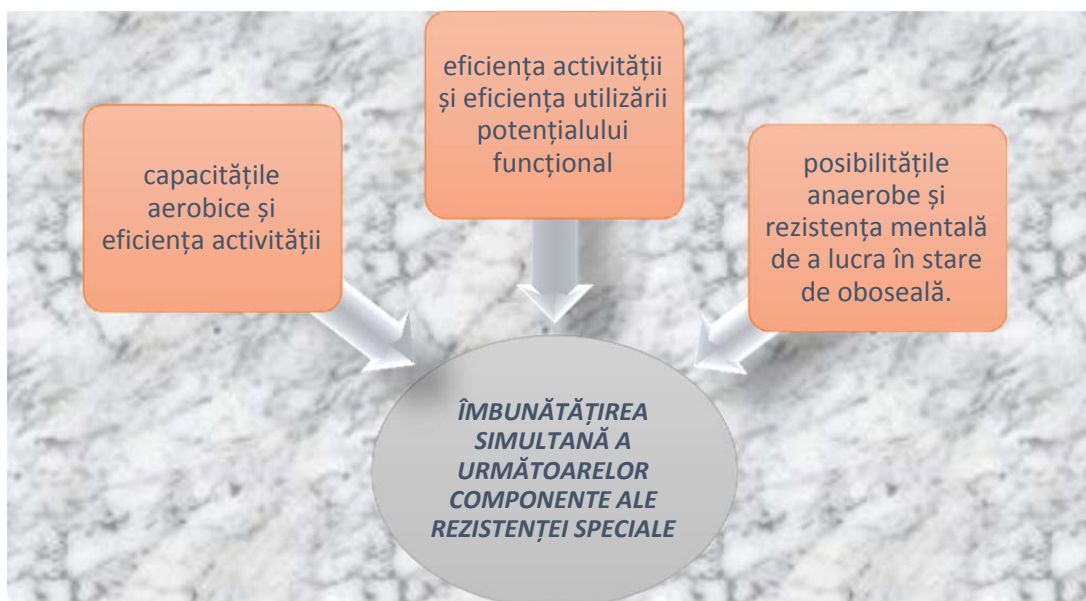 capacitățile
aerobice și
eficiența activității
eficiența activității
și eficiența utilizării
potențialului
funcțional
posibilitățile
anaerobe și
rezistența mentală
de a lucra în stare
de oboseală.
ÎMBUNĂTĂȚIREA
SIMULTANĂ A
URMĂTOARELOR
COMPONENTE ALE
REZISTENȚEI SPECIALE